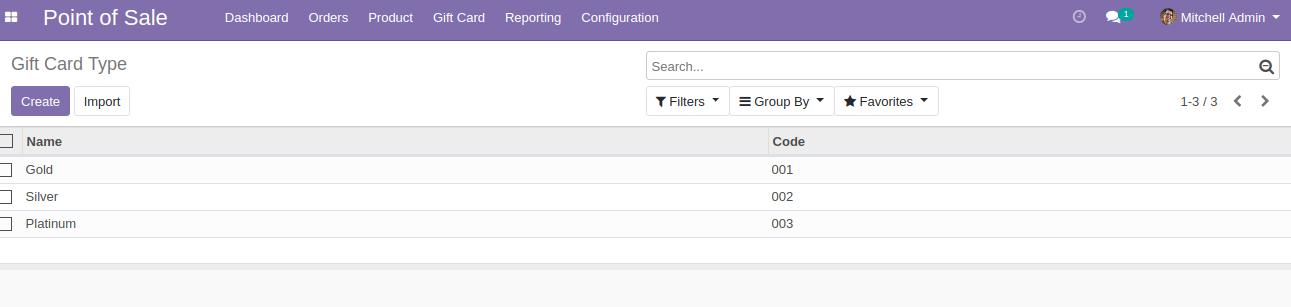 Point of Sale Dashboard Orders Product Gift Card Reporting Configuration 1 Mitchell Admin
Gift Card Type Search...
Create Import Filters Group By Favorites 1-3 / 3
Name Code
Gold 001
Silver 002
Platinum 003